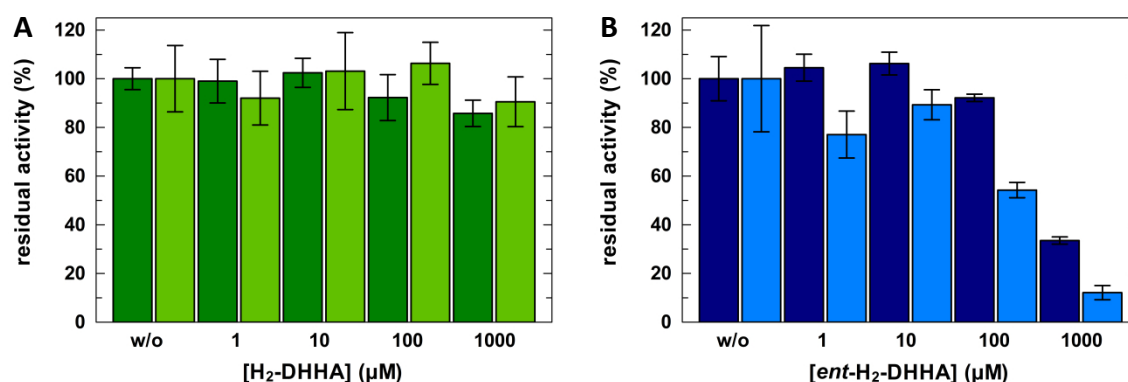 A
residual activity (%)
120
100
80
60
40
20
0
w/o 1 10 100 1000
[H₂-DHHA] (µM)
B
residual activity (%)
120
100
80
60
40
20
0
w/o 1 10 100 1000
[ent-H₂-DHHA] (µM)